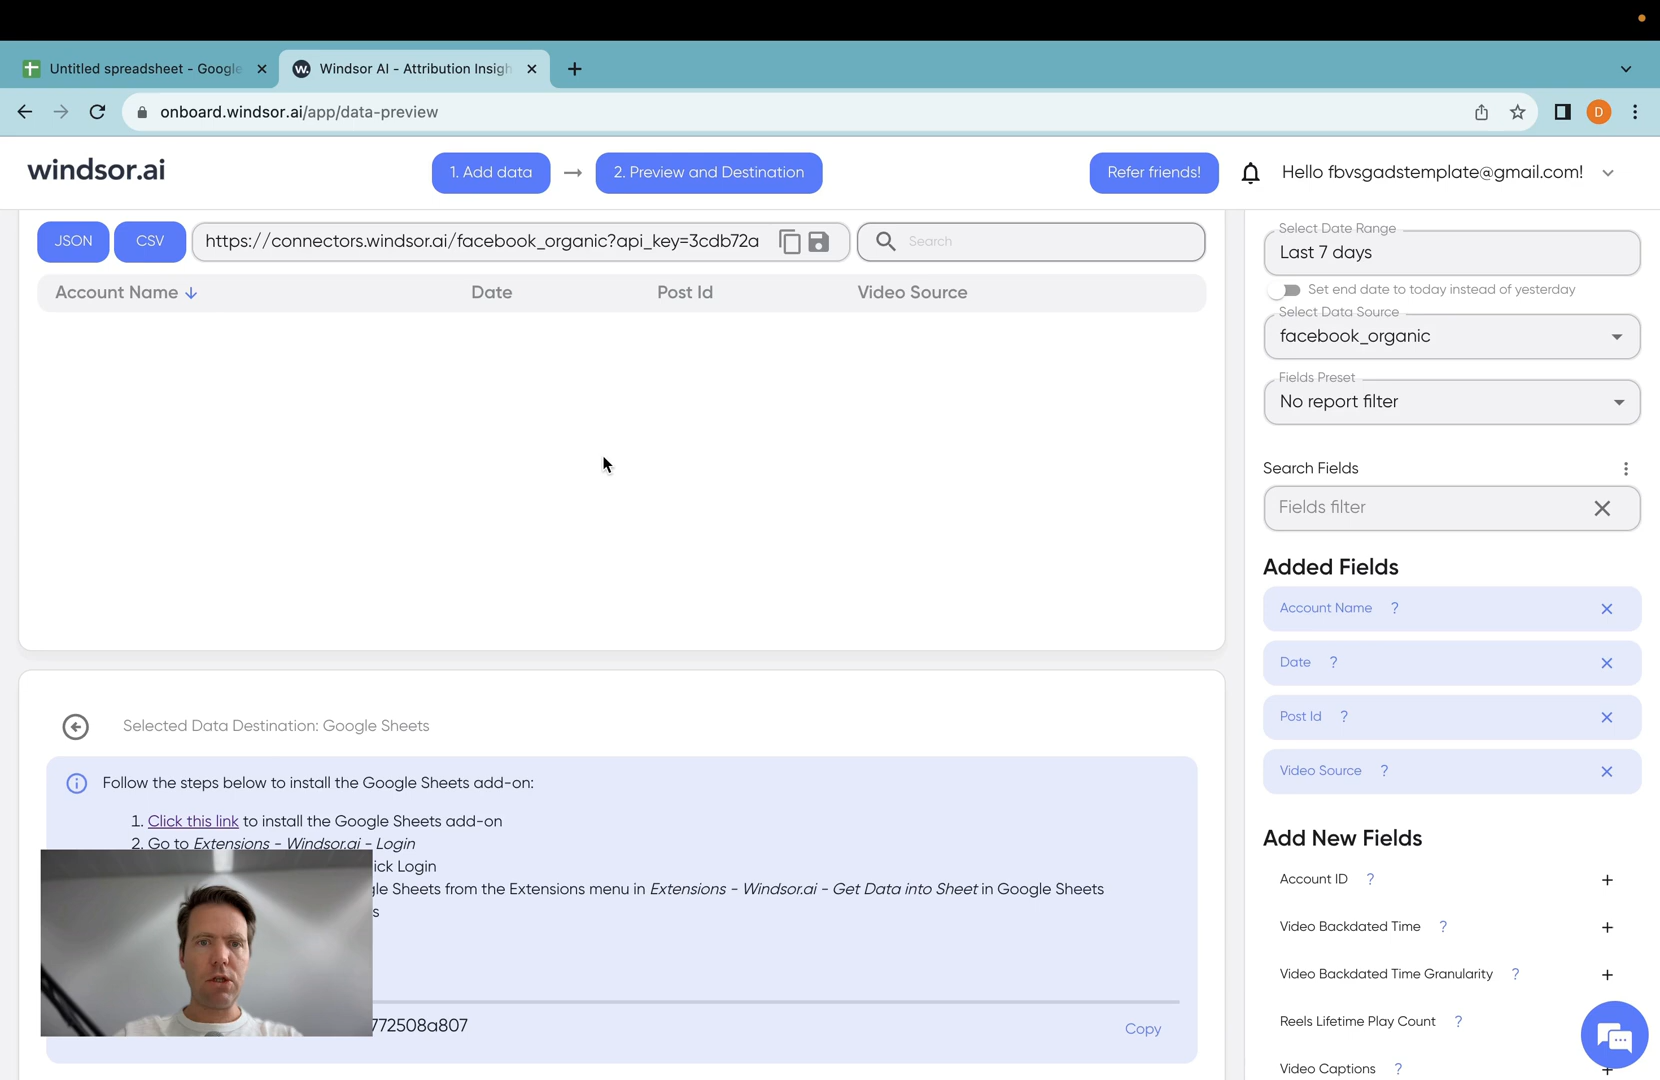 Untitled spreadsheet - Google
Windsor AI - Attribution Insigh
onboard.windsor.ai/app/data-preview
D
windsor.ai
1. Add data → 2. Preview and Destination
Refer friends!
Hello fbvsgadstemplate@gmail.com!
JSON
CSV
https://connectors.windsor.ai/facebook_organic?api_key=3cdb72a
Search
Account Name ↓
Date
Post Id
Video Source
Select Date Range
Last 7 days
Set end date to today instead of yesterday
Select Data Source
facebook_organic
Fields Preset
No report filter
Search Fields
Fields filter
Added Fields
Account Name ?
Date ?
Post Id ?
Video Source ?
Add New Fields
Account ID ?
Video Backdated Time ?
Video Backdated Time Granularity ?
Reels Lifetime Play Count ?
Video Captions ?
Selected Data Destination: Google Sheets
Follow the steps below to install the Google Sheets add-on:
1. Click this link to install the Google Sheets add-on
2. Go to Extensions - Windsor.ai - Login
ick Login
gle Sheets from the Extensions menu in Extensions - Windsor.ai - Get Data into Sheet in Google Sheets
s
772508a807
Copy